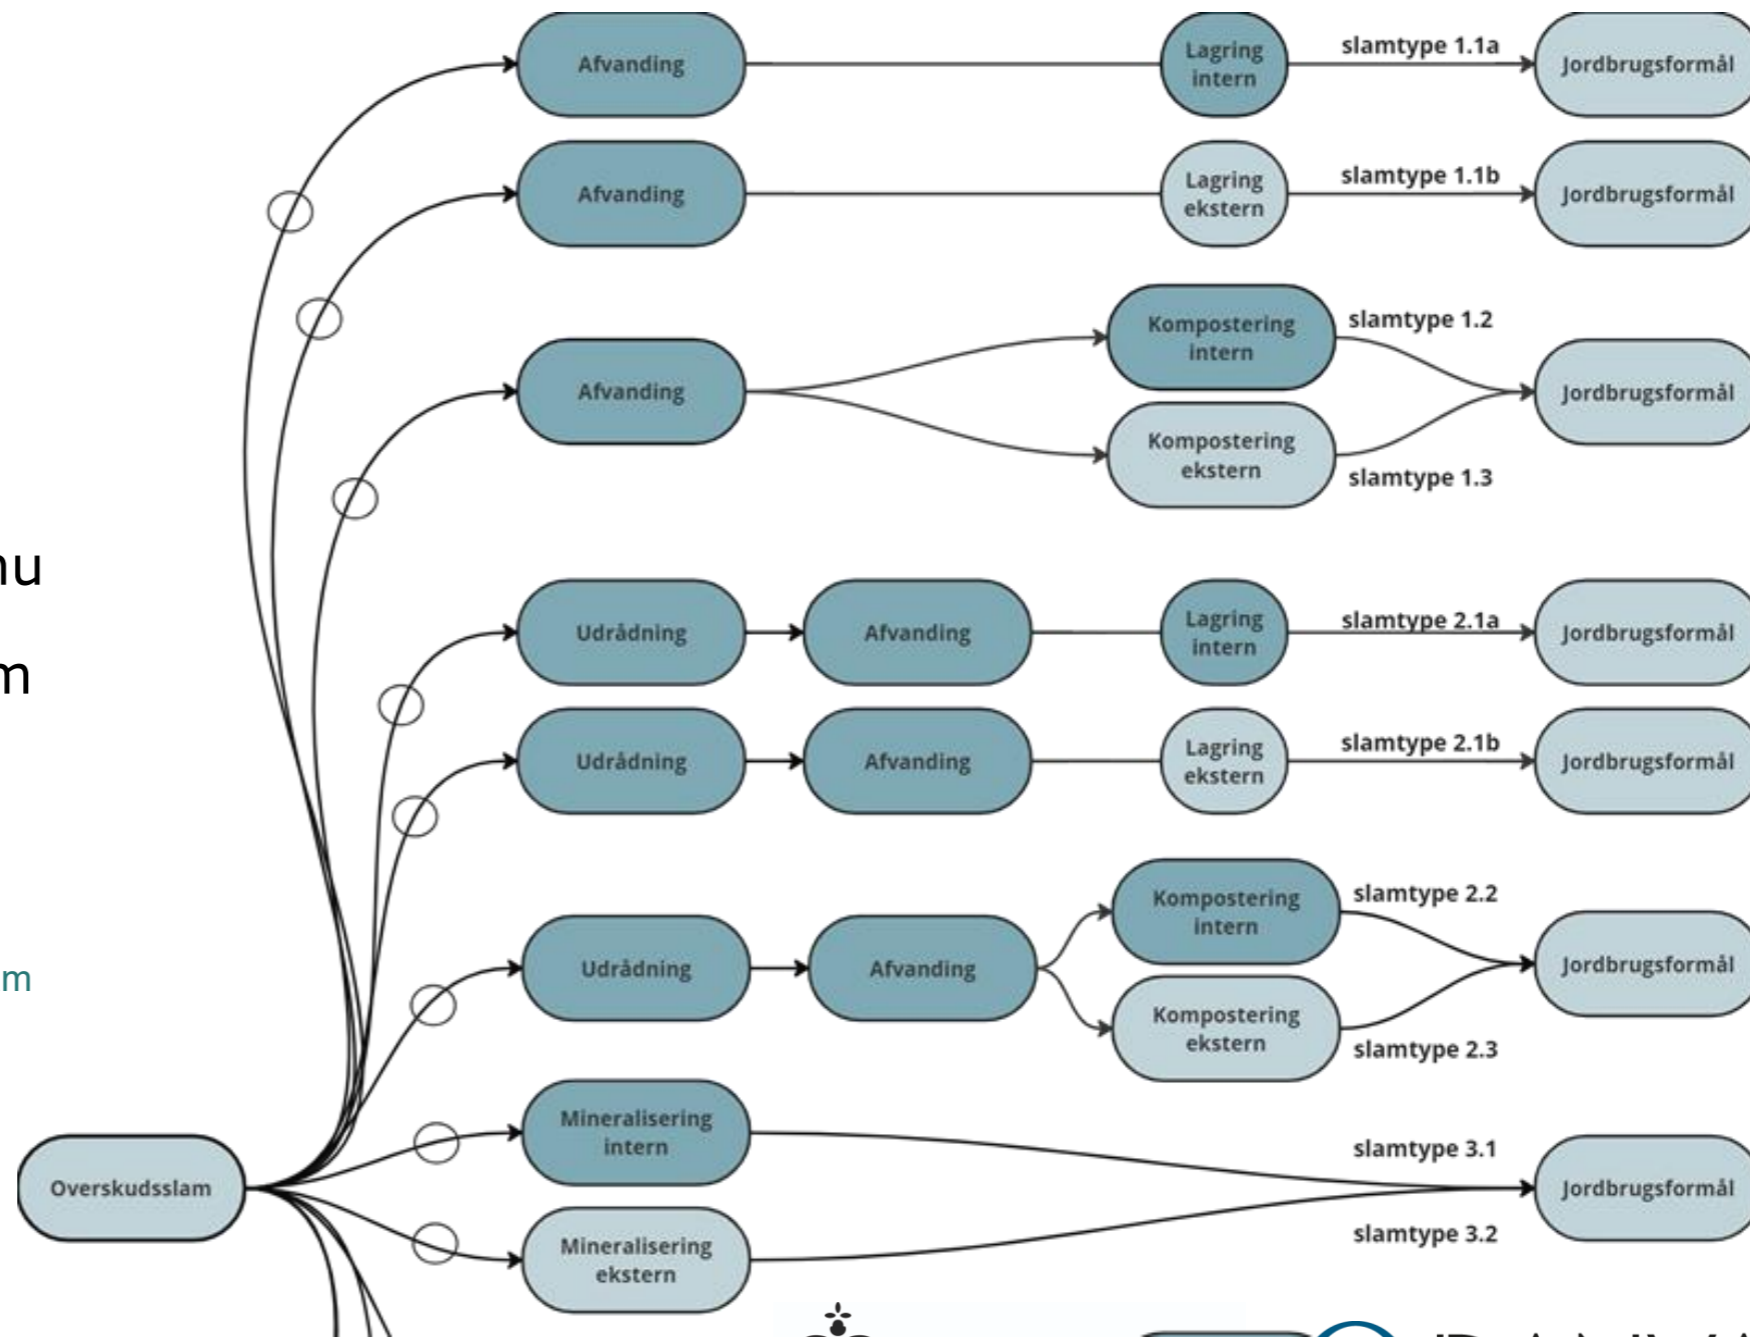 Afvanding
Lagring
intern
slamtype 1.1a
Jordbrugsformål
Afvanding
Lagring
ekstern
slamtype 1.1b
Jordbrugsformål
Afvanding
Kompostering
intern
slamtype 1.2
Kompostering
ekstern
slamtype 1.3
Jordbrugsformål
nu
m
Udrådning
Afvanding
Lagring
intern
slamtype 2.1a
Jordbrugsformål
Udrådning
Afvanding
Lagring
ekstern
slamtype 2.1b
Jordbrugsformål
m
Udrådning
Afvanding
Kompostering
intern
slamtype 2.2
Kompostering
ekstern
slamtype 2.3
Jordbrugsformål
Overskudsslam
Mineralisering
intern
slamtype 3.1
Mineralisering
ekstern
slamtype 3.2
Jordbrugsformål